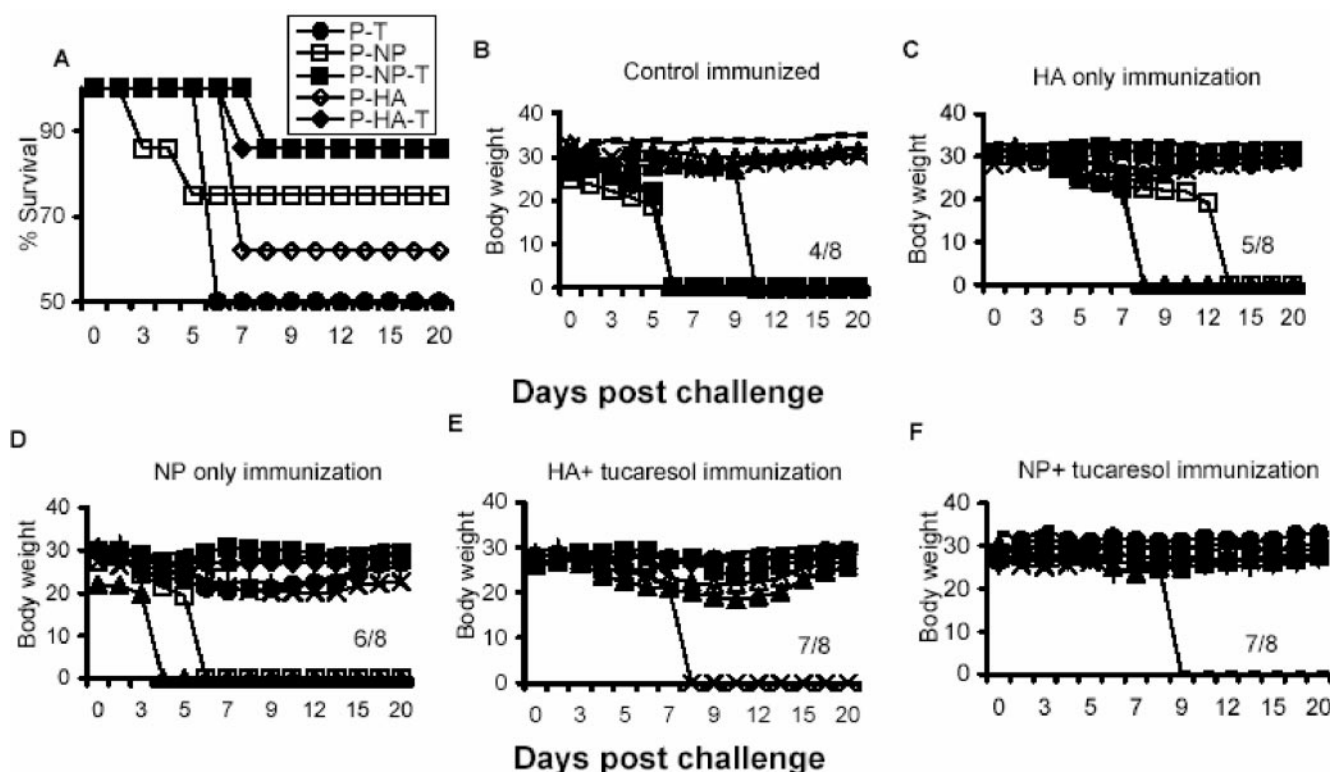 A
P-T
P-NP
P-NP-T
P-HA
P-HA-T
% Survival
90
70
50
0 3 5 7 9 12 15 20
B
Control immunized
Body weight
40
30
20
10
0
4/8
0 3 5 7 9 12 15 20
C
HA only immunization
Body weight
40
30
20
10
0
5/8
0 3 5 7 9 12 15 20
Days post challenge
D
NP only immunization
Body weight
40
30
20
10
0
6/8
0 3 5 7 9 12 15 20
E
HA+ tucaresol immunization
Body weight
40
30
20
10
0
7/8
0 3 5 7 9 12 15 20
F
NP+ tucaresol immunization
Body weight
40
30
20
10
0
7/8
0 3 5 7 9 12 15 20
Days post challenge